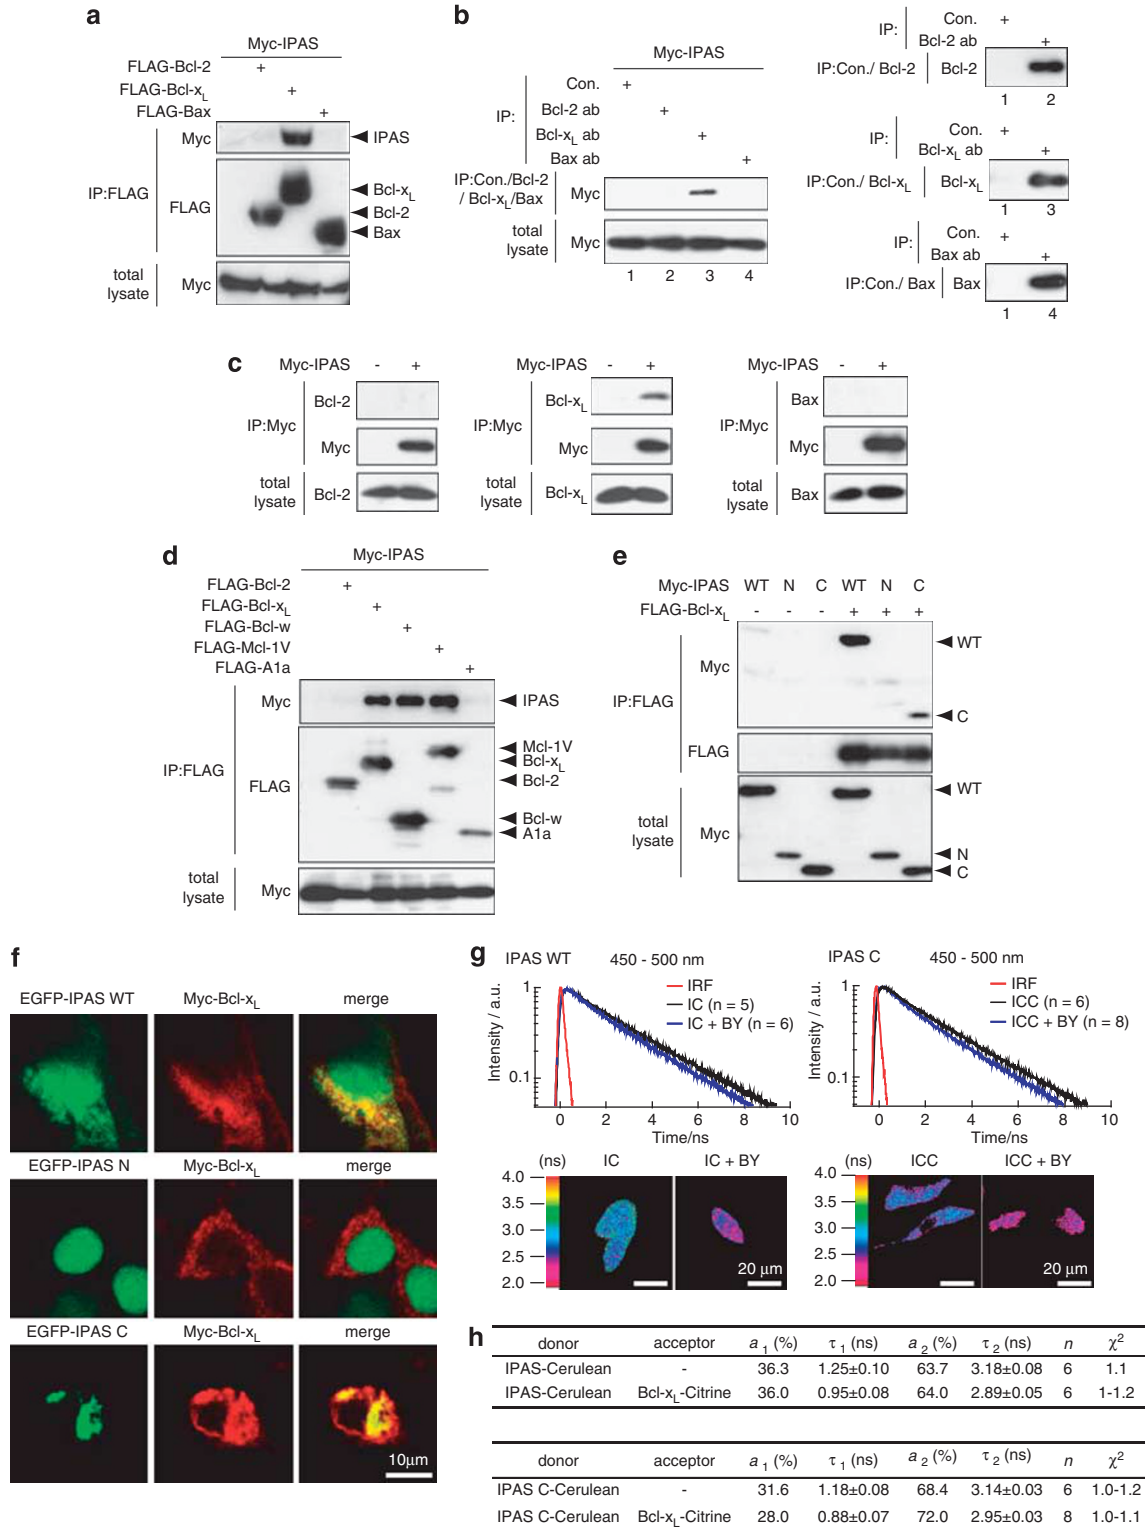 a
Myc-IPAS
FLAG-Bcl-2 +
FLAG-Bcl-xL +
FLAG-Bax +
IP:FLAG
Myc
IPAS
FLAG
Bcl-xL
Bcl-2
Bax
total lysate
Myc
b
Myc-IPAS
IP:
Con. +
Bcl-2 ab +
Bcl-xL ab +
Bax ab +
IP:Con./Bcl-2
/ Bcl-xL/Bax
Myc
total lysate
Myc
1 2 3 4
IP:
Con. +
Bcl-2 ab +
IP:Con./ Bcl-2
Bcl-2
1 2
IP:
Con. +
Bcl-xL ab +
IP:Con./ Bcl-xL
Bcl-xL
1 3
IP:
Con. +
Bax ab +
IP:Con./ Bax
Bax
1 4
c
Myc-IPAS - +
IP:Myc
Bcl-2
Myc
total lysate
Bcl-2
Myc-IPAS - +
IP:Myc
Bcl-xL
Myc
total lysate
Bcl-xL
Myc-IPAS - +
IP:Myc
Bax
Myc
total lysate
Bax
d
Myc-IPAS
FLAG-Bcl-2 +
FLAG-Bcl-xL +
FLAG-Bcl-w +
FLAG-Mcl-1V +
FLAG-A1a +
IP:FLAG
Myc
IPAS
FLAG
Mcl-1V
Bcl-xL
Bcl-2
Bcl-w
A1a
total lysate
Myc
e
Myc-IPAS WT N C WT N C
FLAG-Bcl-xL - - - + + +
IP:FLAG
Myc
WT
C
FLAG
total lysate
Myc
WT
N
C
f
EGFP-IPAS WT Myc-Bcl-xL merge
EGFP-IPAS N Myc-Bcl-xL merge
EGFP-IPAS C Myc-Bcl-xL merge
10µm
g
IPAS WT 450 - 500 nm
IRF
IC (n = 5)
IC + BY (n = 6)
Intensity / a.u.
1
0.1
0 2 4 6 8 10
Time/ns
IPAS C 450 - 500 nm
IRF
ICC (n = 6)
ICC + BY (n = 8)
Intensity / a.u.
1
0.1
0 2 4 6 8 10
Time/ns
(ns) IC IC + BY
4.0
3.5
3.0
2.5
2.0
20 µm
(ns) ICC ICC + BY
4.0
3.5
3.0
2.5
2.0
20 µm
h
donor acceptor a 1 (%) τ 1 (ns) a 2 (%) τ 2 (ns) n χ²
IPAS-Cerulean - 36.3 1.25±0.10 63.7 3.18±0.08 6 1.1
IPAS-Cerulean Bcl-xL-Citrine 36.0 0.95±0.08 64.0 2.89±0.05 6 1-1.2
donor acceptor a 1 (%) τ 1 (ns) a 2 (%) τ 2 (ns) n χ²
IPAS C-Cerulean - 31.6 1.18±0.08 68.4 3.14±0.03 6 1.0-1.2
IPAS C-Cerulean Bcl-xL-Citrine 28.0 0.88±0.07 72.0 2.95±0.03 8 1.0-1.1